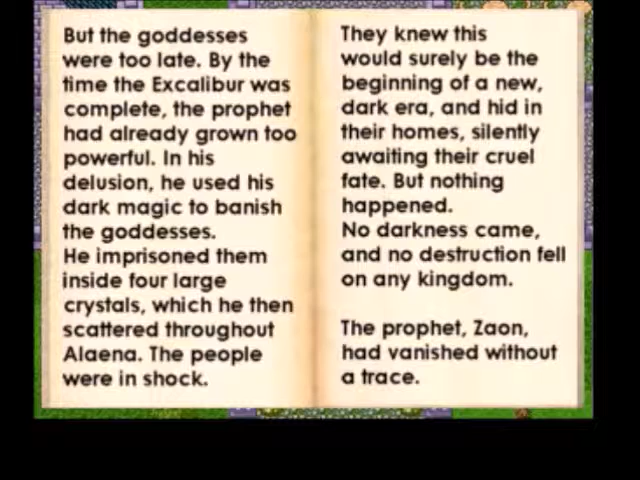 But the goddesses
were too late. By the
time the Excalibur was
complete, the prophet
had already grown too
powerful. In his
delusion, he used his
dark magic to banish
the goddesses.
He imprisoned them
inside four large
crystals, which he then
scattered throughout
Alaena. The people
were in shock.
They knew this
would surely be the
beginning of a new,
dark era, and hid in
their homes, silently
awaiting their cruel
fate. But nothing
happened.
No darkness came,
and no destruction fell
on any kingdom.
The prophet, Zaon,
had vanished without
a trace.